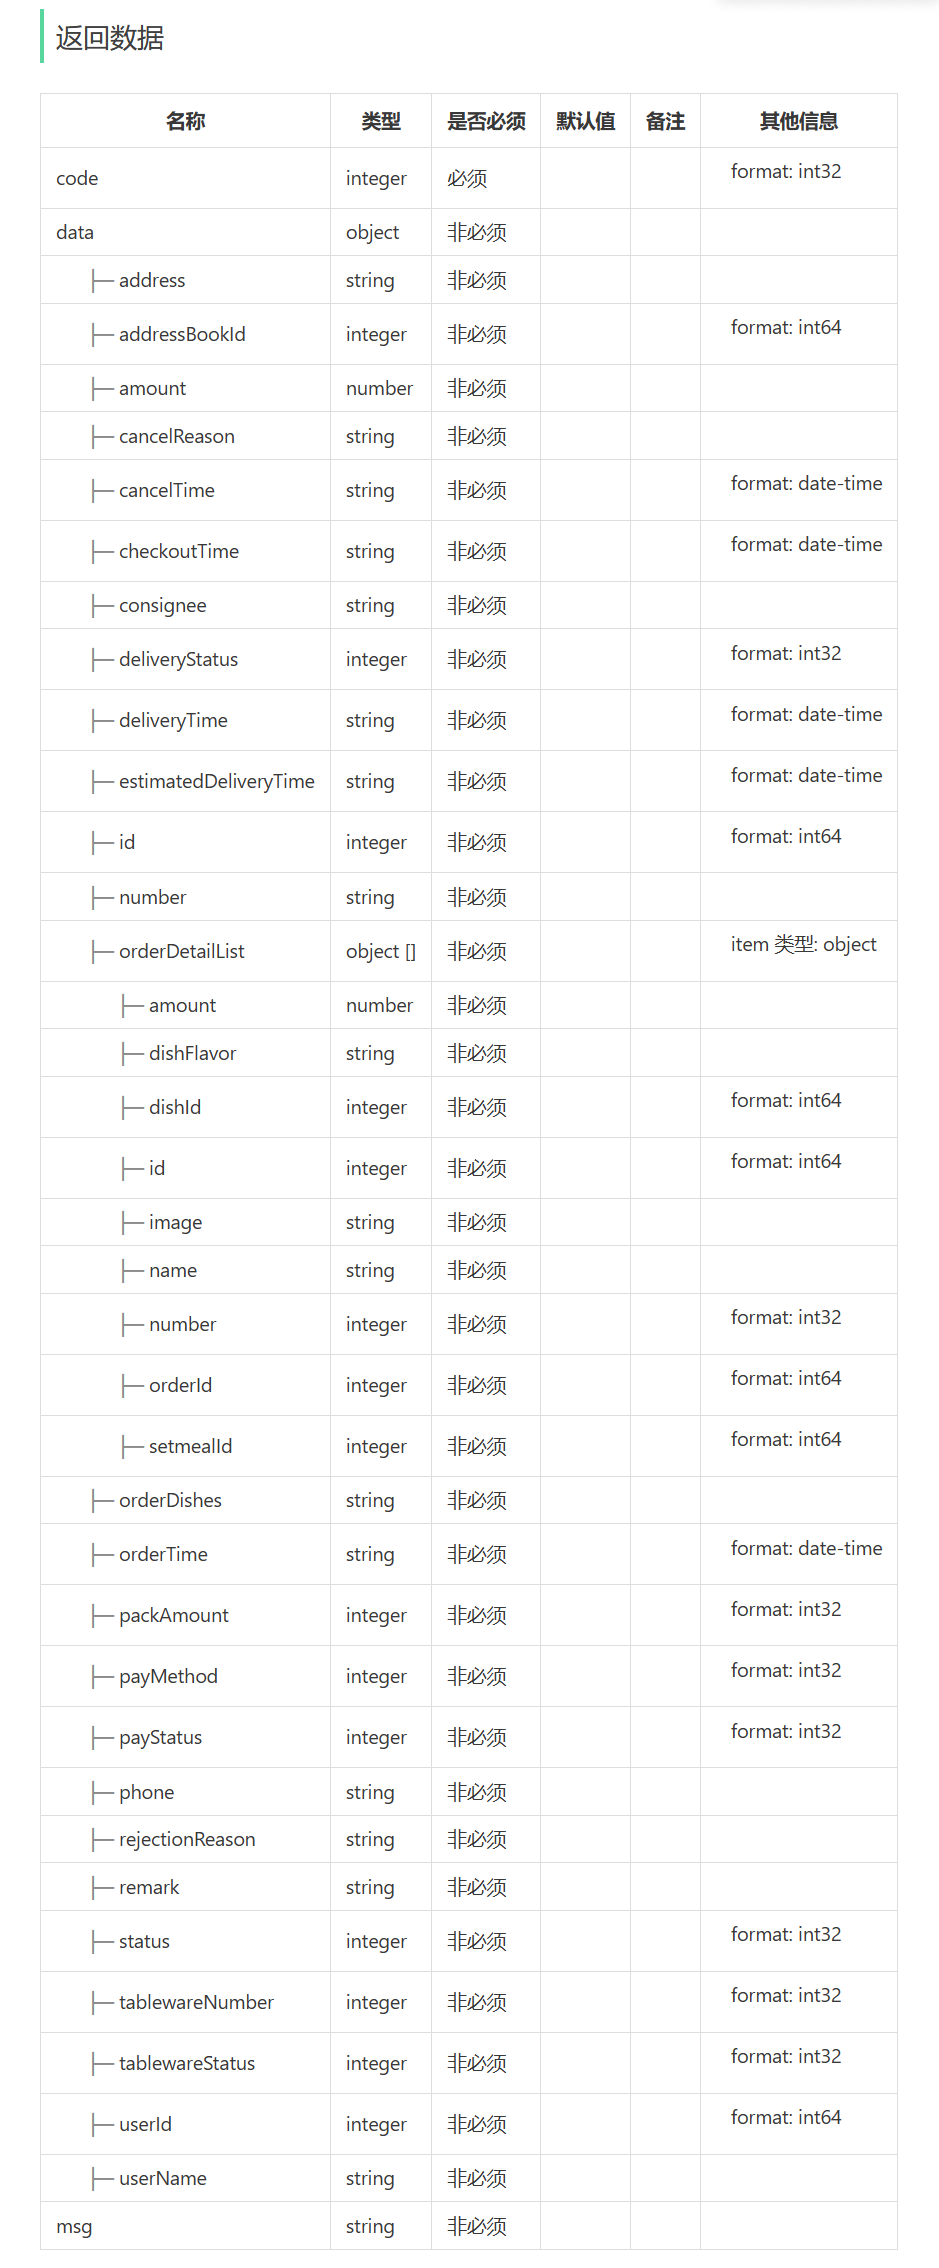 返回数据
名称 类型 是否必须 默认值 备注 其他信息
code integer 必须 format: int32
data object 非必须
├─ address string 非必须
├─ addressBookId integer 非必须 format: int64
├─ amount number 非必须
├─ cancelReason string 非必须
├─ cancelTime string 非必须 format: date-time
├─ checkoutTime string 非必须 format: date-time
├─ consignee string 非必须
├─ deliveryStatus integer 非必须 format: int32
├─ deliveryTime string 非必须 format: date-time
├─ estimatedDeliveryTime string 非必须 format: date-time
├─ id integer 非必须 format: int64
├─ number string 非必须
├─ orderDetailList object [] 非必须 item 类型: object
├─ amount number 非必须
├─ dishFlavor string 非必须
├─ dishId integer 非必须 format: int64
├─ id integer 非必须 format: int64
├─ image string 非必须
├─ name string 非必须
├─ number integer 非必须 format: int32
├─ orderId integer 非必须 format: int64
├─ setmealId integer 非必须 format: int64
├─ orderDishes string 非必须
├─ orderTime string 非必须 format: date-time
├─ packAmount integer 非必须 format: int32
├─ payMethod integer 非必须 format: int32
├─ payStatus integer 非必须 format: int32
├─ phone string 非必须
├─ rejectionReason string 非必须
├─ remark string 非必须
├─ status integer 非必须 format: int32
├─ tablewareNumber integer 非必须 format: int32
├─ tablewareStatus integer 非必须 format: int32
├─ userId integer 非必须 format: int64
├─ userName string 非必须
msg string 非必须